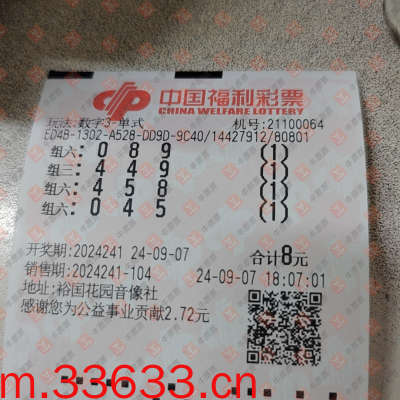 中国福利彩票
CHINA WELFARE LOTTERY
玩法:数字3-单式 机号:21100064
ED4B-1302-A528-DD9D-9C40/14427912/80801
组六: 0 8 9 (1)
组三: 4 4 9 (1)
组六: 4 5 8 (1)
组六: 0 4 5 (1)
开奖期:2024241 24-09-07 合计8元
销售期:2024241-104 24-09-07 18:07:01
地址:裕国花园音像社
感谢您为公益事业贡献2.72元
m.33633.cn